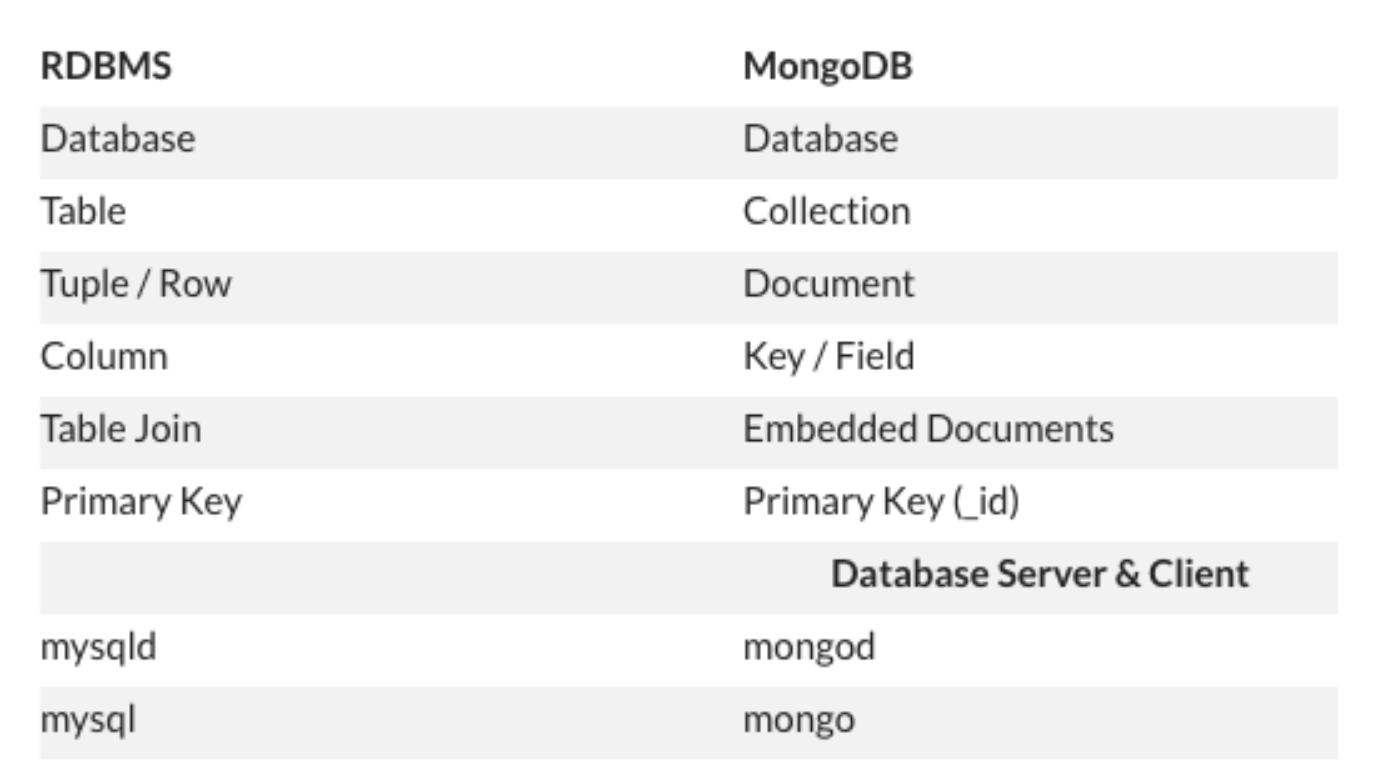 RDBMS MongoDB
Database Database
Table Collection
Tuple / Row Document
Column Key / Field
Table Join Embedded Documents
Primary Key Primary Key (_id)
Database Server & Client
mysqld mongod
mysql mongo